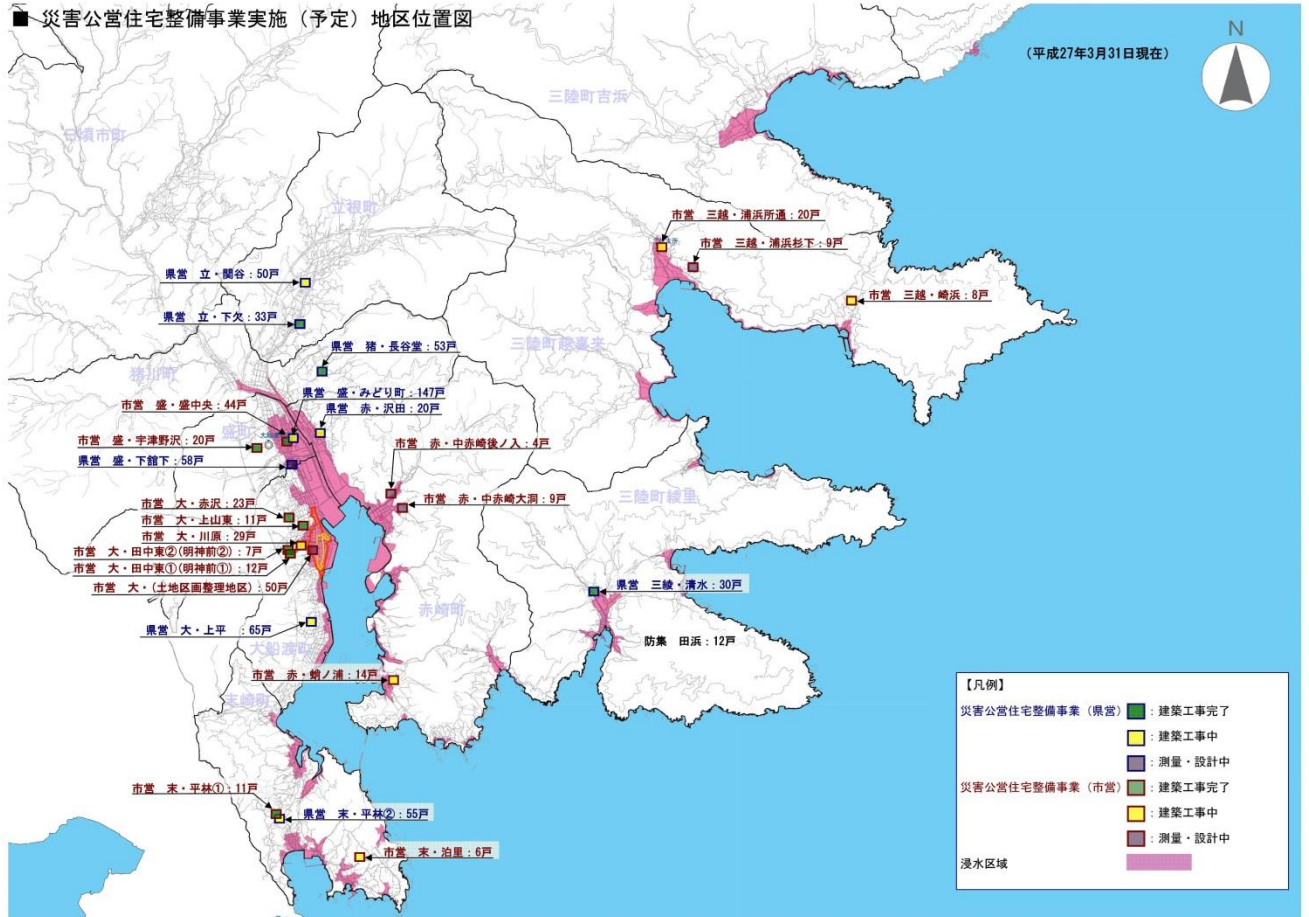 ■ 災害公営住宅整備事業実施（予定）地区位置図
N
（平成27年3月31日現在）
三陸町吉浜
日頃市町
立根町
市営　三越・浦浜所通：20戸
市営　三越・浦浜杉下：9戸
県営　立・関谷：50戸
市営　三越・崎浜：8戸
県営　立・下欠：33戸
県営　猪・長谷堂：53戸
三陸町越喜来
猪川町
県営　盛・みどり町：147戸
市営　盛・盛中央：44戸
県営　赤・沢田：20戸
盛町
市営　盛・宇津野沢：20戸
市営　赤・中赤崎後ノ入：4戸
県営　盛・下舘下：58戸
市営　赤・中赤崎大洞：9戸
三陸町綾里
市営　大・赤沢：23戸
市営　大・上山東：11戸
市営　大・川原：29戸
市営　大・田中東②(明神前②)：7戸
市営　大・田中東①(明神前①)：12戸
市営　大・(土地区画整理地区)：50戸
県営　三綾・清水：30戸
赤崎町
県営　大・上平　：65戸
防集　田浜：12戸
大船渡町
市営　赤・蛸ノ浦：14戸
末崎町
市営　末・平林①：11戸
県営　末・平林②：55戸
市営　末・泊里：6戸
【凡例】
災害公営住宅整備事業（県営）：建築工事完了
：建築工事中
：測量・設計中
災害公営住宅整備事業（市営）：建築工事完了
：建築工事中
：測量・設計中
浸水区域